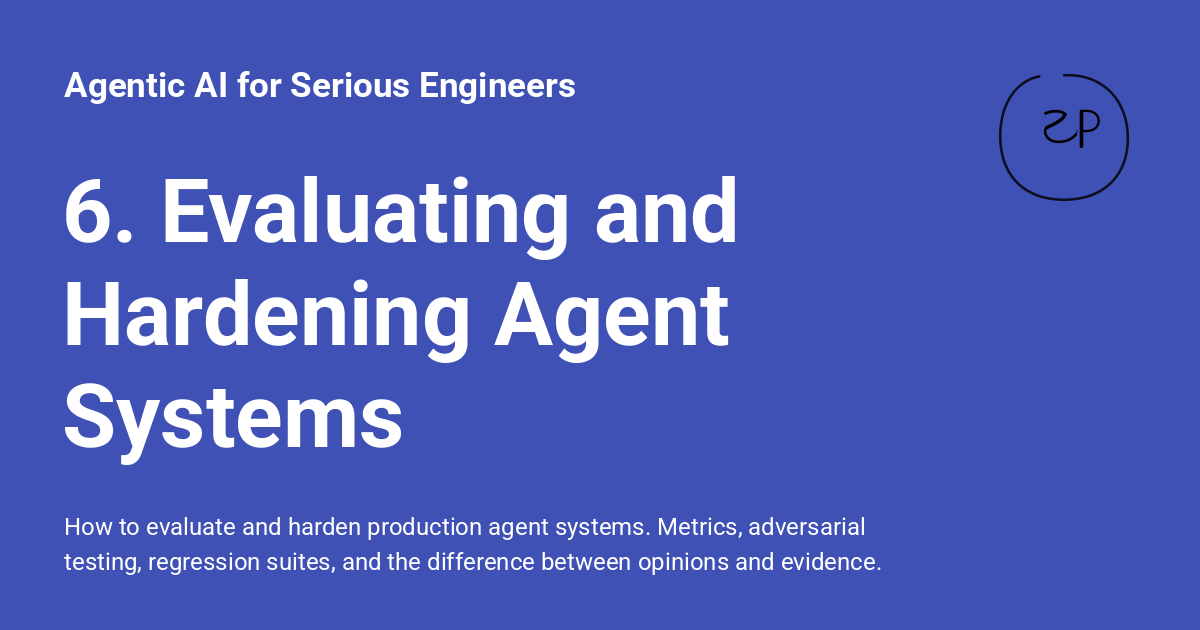 Agentic AI for Serious Engineers
6. Evaluating and
Hardening Agent
Systems
How to evaluate and harden production agent systems. Metrics, adversarial
testing, regression suites, and the difference between opinions and evidence.